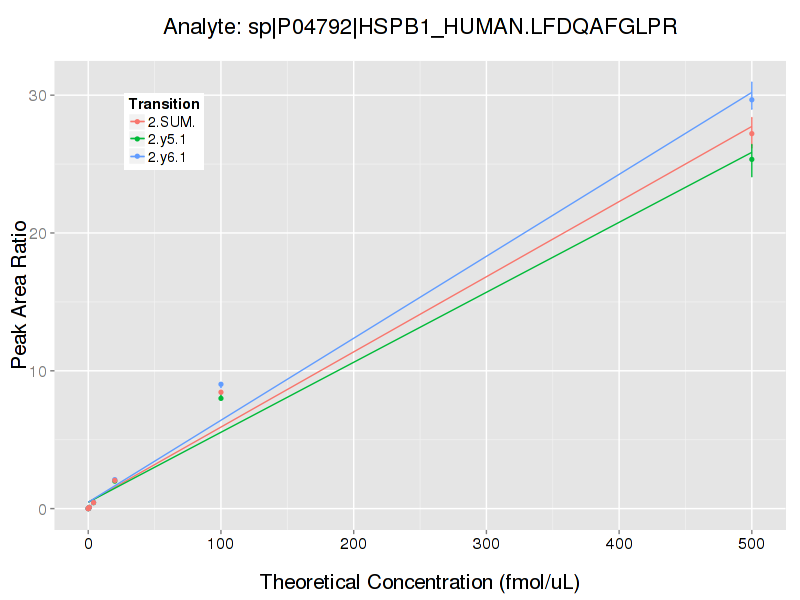 Analyte: sp|P04792|HSPB1_HUMAN.LFDQAFGLPR
Peak Area Ratio
30
20
10
0
Transition
2.SUM.
2.y5.1
2.y6.1
0 100 200 300 400 500
Theoretical Concentration (fmol/uL)